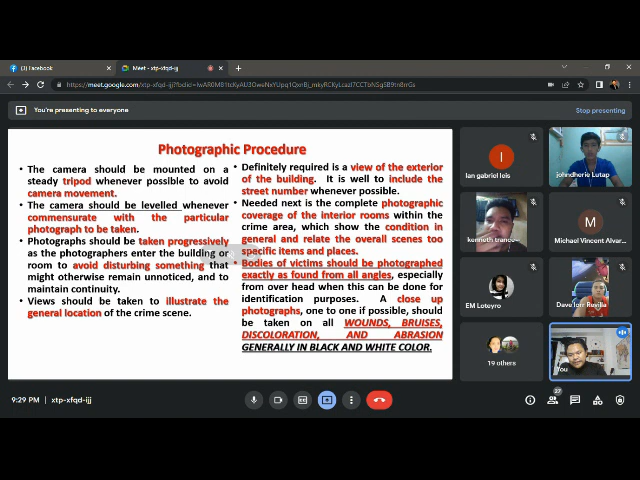 Facebook
Meet - xtp-xfqd-ijj
You're presenting to everyone
Stop presenting
Photographic Procedure
• The camera should be mounted on a
steady tripod whenever possible to avoid
camera movement.
• The camera should be levelled whenever
commensurate with the particular
photograph to be taken.
• Photographs should be taken progressively
as the photographers enter the building or
room to avoid disturbing something that
might otherwise remain unnoticed, and to
maintain continuity.
• Views should be taken to illustrate the
general location of the crime scene.
• Definitely required is a view of the exterior
of the building. It is well to include the
street number whenever possible.
• Needed next is the complete photographic
coverage of the interior rooms within the
crime area, which show the condition in
general and relate the overall scenes too
specific items and places.
• Bodies of victims should be photographed
exactly as found from all angles, especially
from over head when this can be done for
identification purposes. A close up
photographs, one to one if possible, should
be taken on all WOUNDS, BRUISES,
DISCOLORATION, AND ABRASION
GENERALLY IN BLACK AND WHITE COLOR.
I
Ian gabriel leis
johndherie Lutap
kenneth trance
M
Michael Vincent Alvar...
EM Loteyro
Dave lorr Revilla
19 others
You
9:29 PM | xtp-xfqd-ijj
27